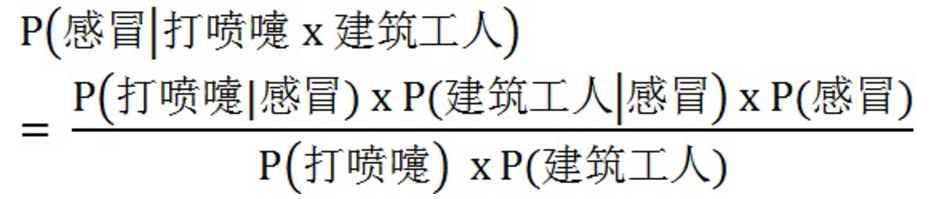 P(感冒|打喷嚏 x 建筑工人)
= P(打喷嚏|感冒) x P(建筑工人|感冒) x P(感冒)
P(打喷嚏) x P(建筑工人)